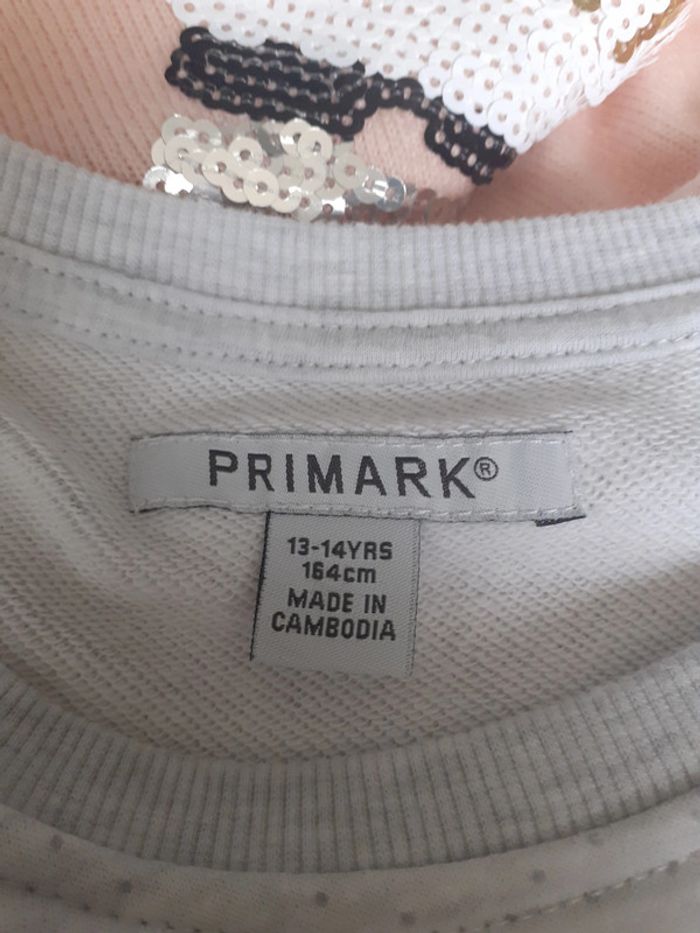 PRIMARK®
13-14YRS
164cm
MADE IN
CAMBODIA